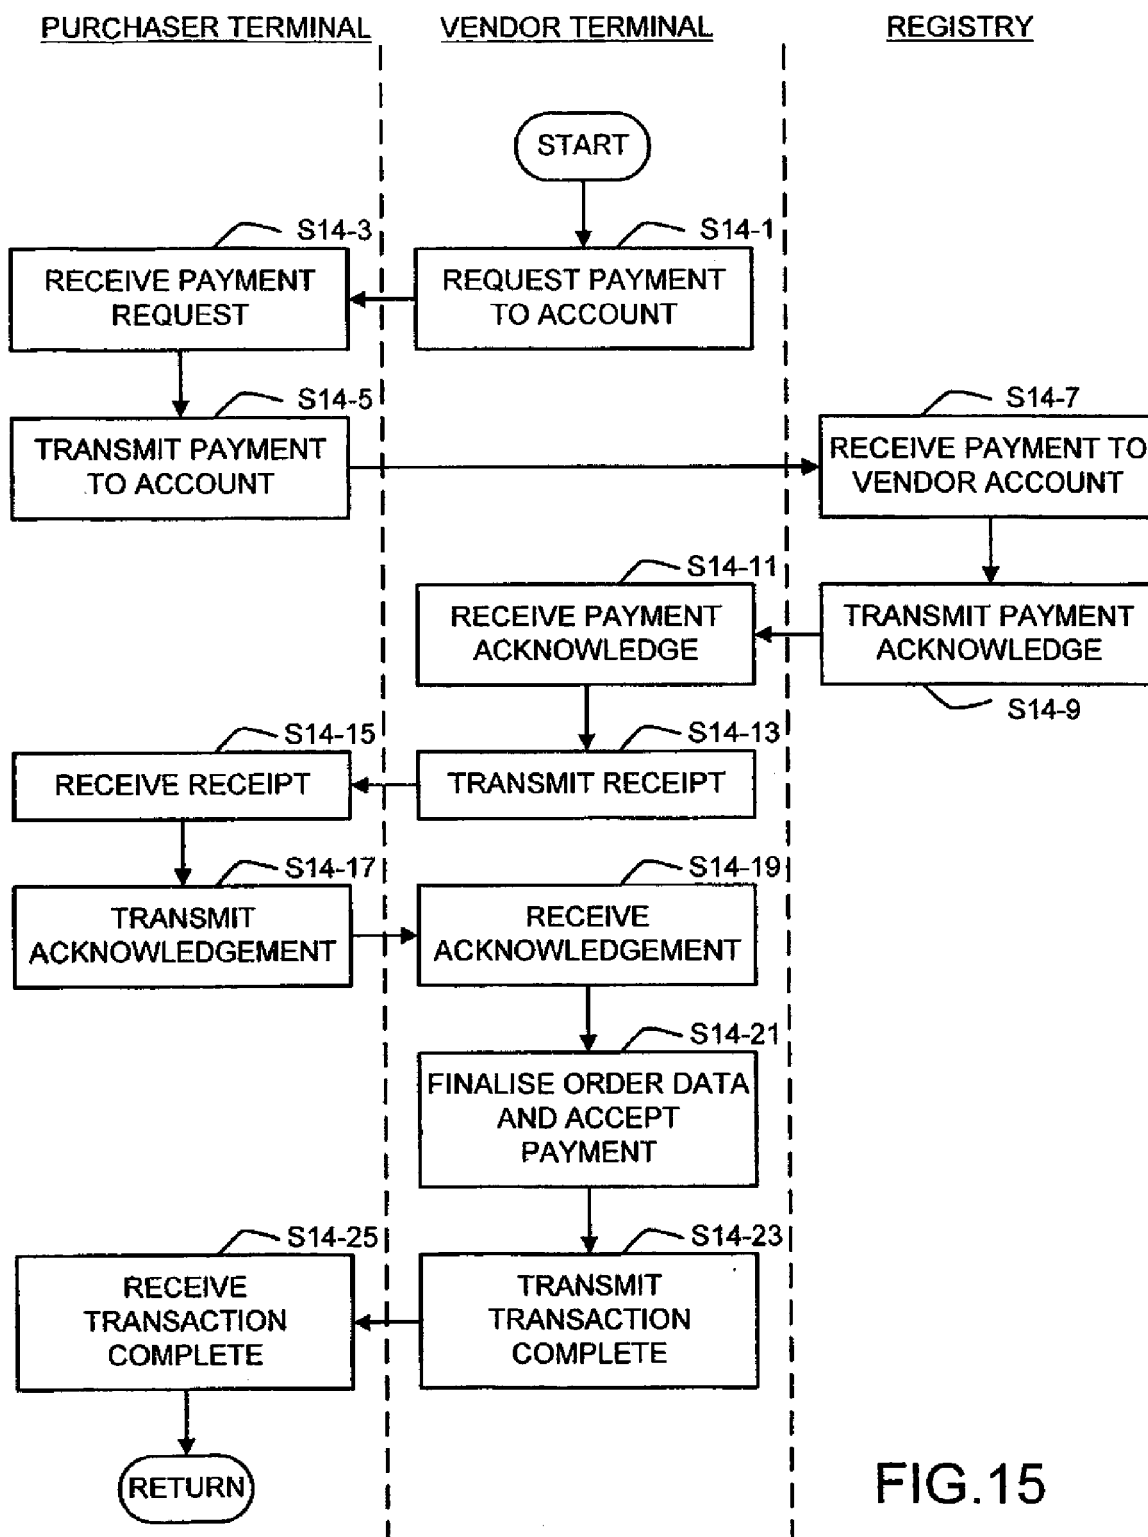 PURCHASER TERMINAL
VENDOR TERMINAL
REGISTRY
START
S14-3
S14-1
RECEIVE PAYMENT
REQUEST
REQUEST PAYMENT
TO ACCOUNT
S14-5
S14-7
TRANSMIT PAYMENT
TO ACCOUNT
RECEIVE PAYMENT TO
VENDOR ACCOUNT
S14-11
RECEIVE PAYMENT
ACKNOWLEDGE
TRANSMIT PAYMENT
ACKNOWLEDGE
S14-9
S14-15
S14-13
RECEIVE RECEIPT
TRANSMIT RECEIPT
S14-17
S14-19
TRANSMIT
ACKNOWLEDGEMENT
RECEIVE
ACKNOWLEDGEMENT
S14-21
FINALISE ORDER DATA
AND ACCEPT
PAYMENT
S14-25
S14-23
RECEIVE
TRANSACTION
COMPLETE
TRANSMIT
TRANSACTION
COMPLETE
RETURN
FIG.15